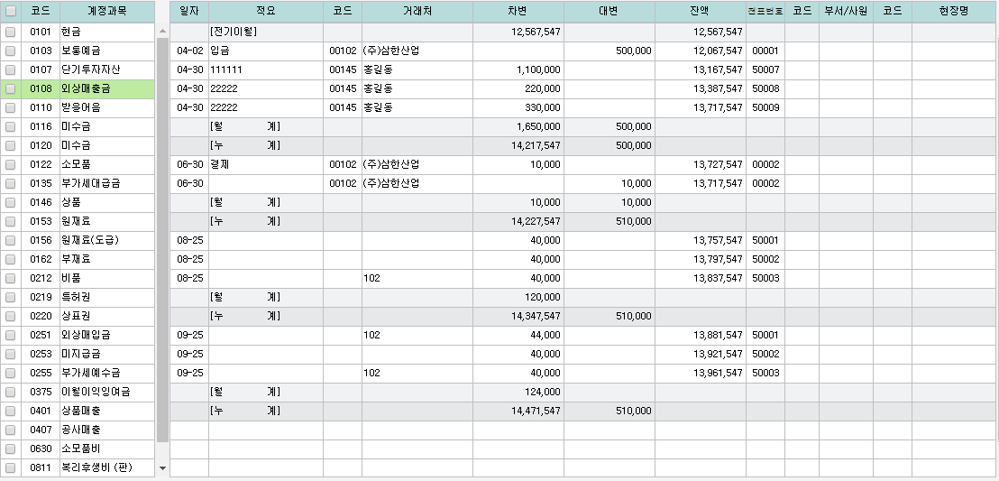 코드 계정과목 일자 적요 코드 거래처 차변 대변 잔액 전표번호 코드 부서/사원 코드 현장명
0101 현금 [전기이월] 12,567,547 12,567,547
0103 보통예금 04-02 입금 00102 (주)삼한산업 500,000 12,067,547 00001
0107 단기투자자산 04-30 111111 00145 홍길동 1,100,000 13,167,547 50007
0108 외상매출금 04-30 22222 00145 홍길동 220,000 13,387,547 50008
0110 받을어음 04-30 22222 00145 홍길동 330,000 13,717,547 50009
0116 미수금 [월 계] 1,650,000 500,000
0120 미수금 [누 계] 14,217,547 500,000
0122 소모품 06-30 결제 00102 (주)삼한산업 10,000 13,727,547 00002
0135 부가세대급금 06-30 00102 (주)삼한산업 10,000 13,717,547 00002
0146 상품 [월 계] 10,000 10,000
0153 원재료 [누 계] 14,227,547 510,000
0156 원재료(도급) 08-25 40,000 13,757,547 50001
0162 부재료 08-25 40,000 13,797,547 50002
0212 비품 08-25 102 40,000 13,837,547 50003
0219 특허권 [월 계] 120,000
0220 상표권 [누 계] 14,347,547 510,000
0251 외상매입금 09-25 102 44,000 13,881,547 50001
0253 미지급금 09-25 40,000 13,921,547 50002
0255 부가세예수금 09-25 102 40,000 13,961,547 50003
0375 이월이익잉여금 [월 계] 124,000
0401 상품매출 [누 계] 14,471,547 510,000
0407 공사매출
0630 소모품비
0811 복리후생비 (판)